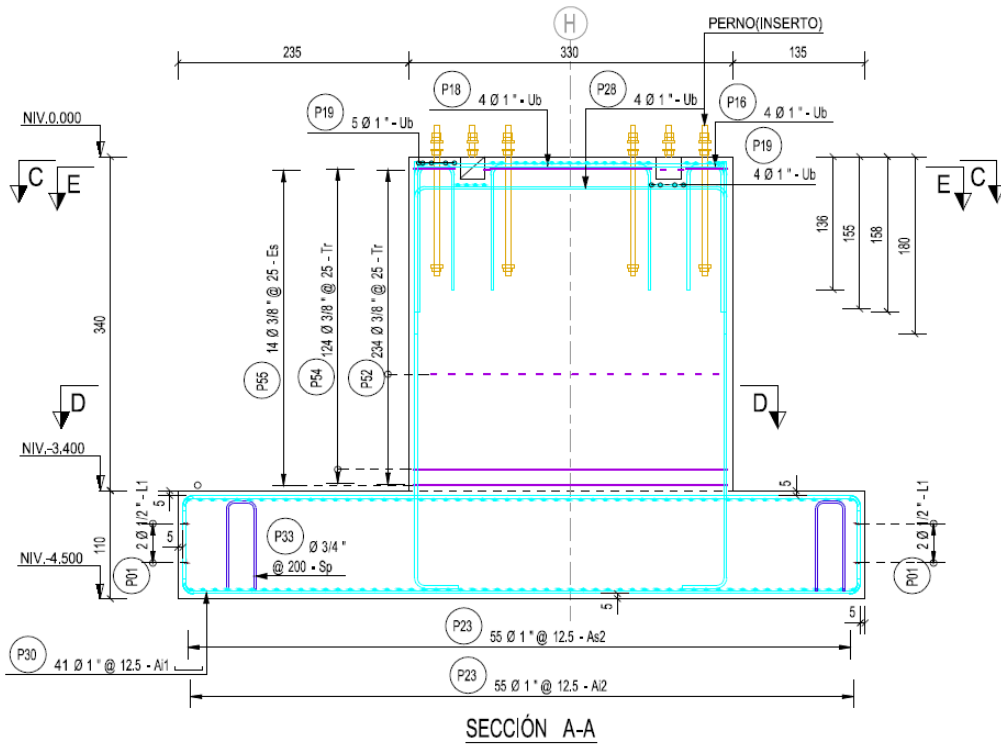 H
PERNO(INSERTO)
235
330
135
P18
4 Ø 1" - Ub
P28
4 Ø 1" - Ub
P16
4 Ø 1" - Ub
P19
5 Ø 1" - Ub
P19
4 Ø 1" - Ub
NIV.0,000
C
E
E
C
136
155
158
180
340
P55
14 Ø 3/8" @ 25 - Es
P54
124 Ø 3/8" @ 25 - Tr
P52
234 Ø 3/8" @ 25 - Tr
D
D
NIV.-3,400
5
5
2 Ø 1/2" - L1
P01
5
P33
Ø 3/4"
@ 200 - Sp
2 Ø 1/2" - L1
P01
110
NIV.-4,500
5
5
P23
55 Ø 1" @ 12.5 - As2
P30
41 Ø 1" @ 12.5 - Ai1
P23
55 Ø 1" @ 12.5 - Ai2
SECCIÓN A-A